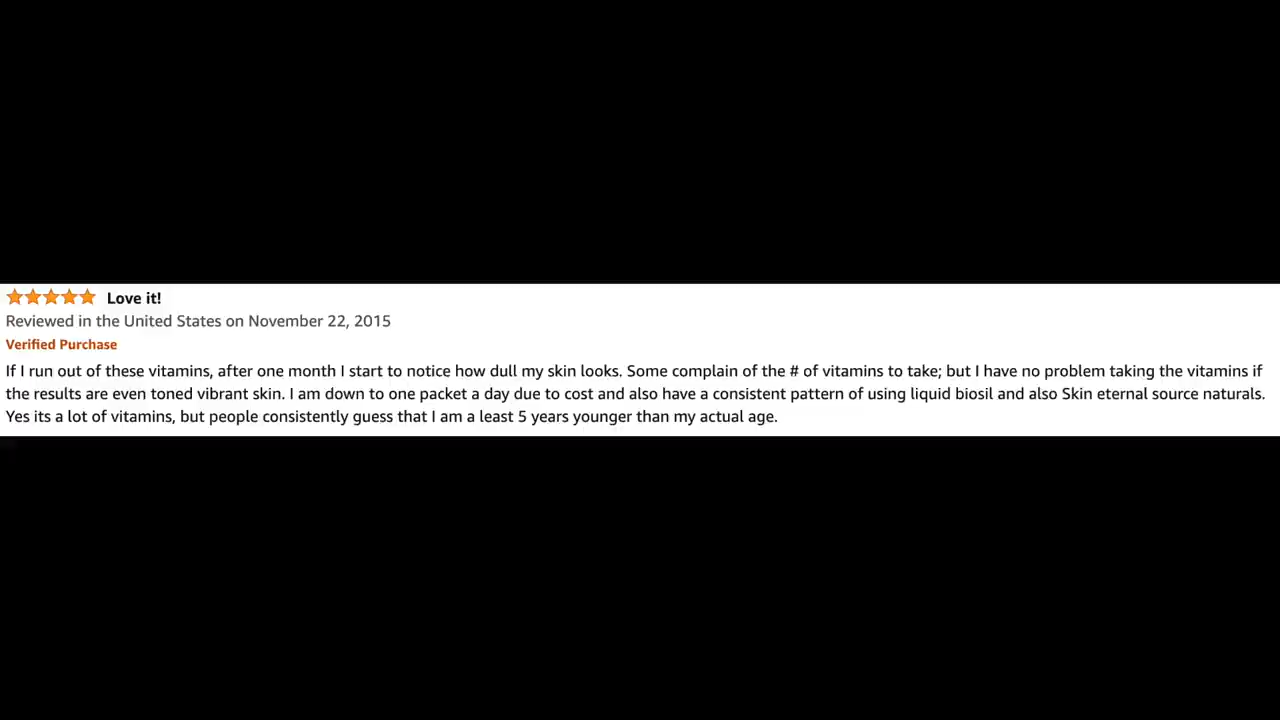 Love it!
Reviewed in the United States on November 22, 2015
Verified Purchase
If I run out of these vitamins, after one month I start to notice how dull my skin looks. Some complain of the # of vitamins to take; but I have no problem taking the vitamins if
the results are even toned vibrant skin. I am down to one packet a day due to cost and also have a consistent pattern of using liquid biosil and also Skin eternal source naturals.
Yes its a lot of vitamins, but people consistently guess that I am a least 5 years younger than my actual age.